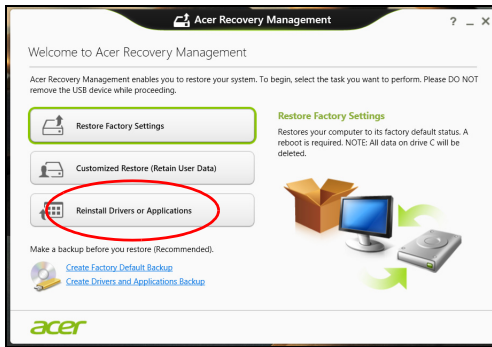 Acer Recovery Management
? _ X
Welcome to Acer Recovery Management
Acer Recovery Management enables you to restore your system. To begin, select the task you want to perform. Please DO NOT
remove the USB device while proceeding.
Restore Factory Settings
Customized Restore (Retain User Data)
Reinstall Drivers or Applications
Restore Factory Settings
Restores your computer to its factory default status. A
reboot is required. NOTE: All data on drive C will be
deleted.
Make a backup before you restore (Recommended).
Create Factory Default Backup
Create Drivers and Applications Backup
acer